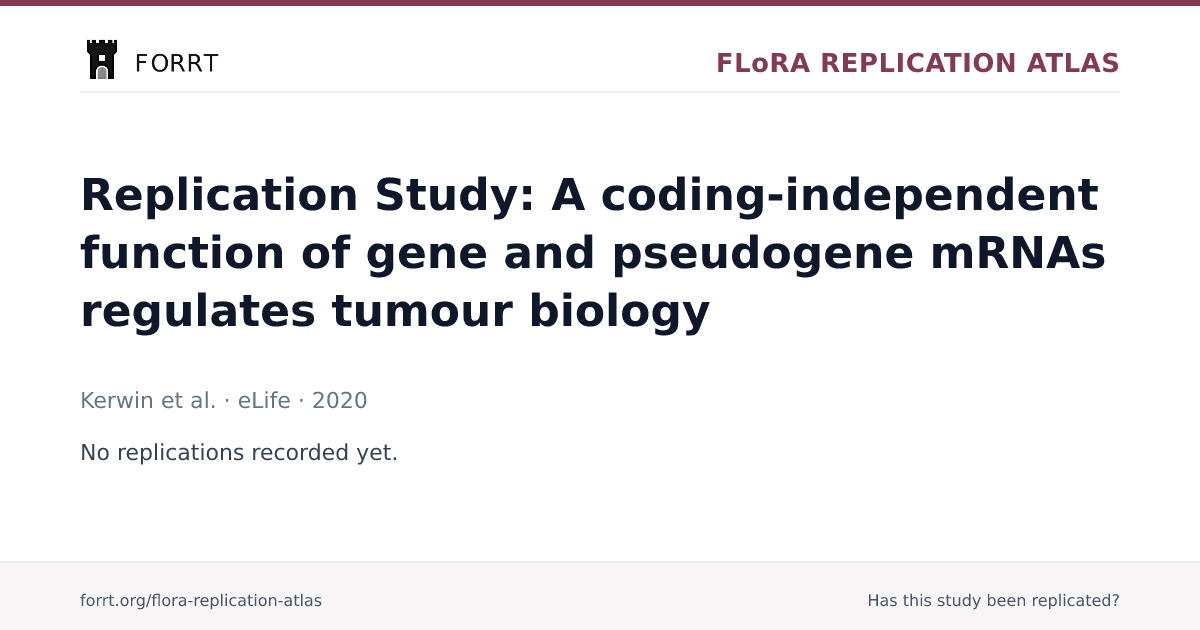 FORRT
FLoRA REPLICATION ATLAS
Replication Study: A coding-independent
function of gene and pseudogene mRNAs
regulates tumour biology
Kerwin et al. · eLife · 2020
No replications recorded yet.
forrt.org/flora-replication-atlas
Has this study been replicated?